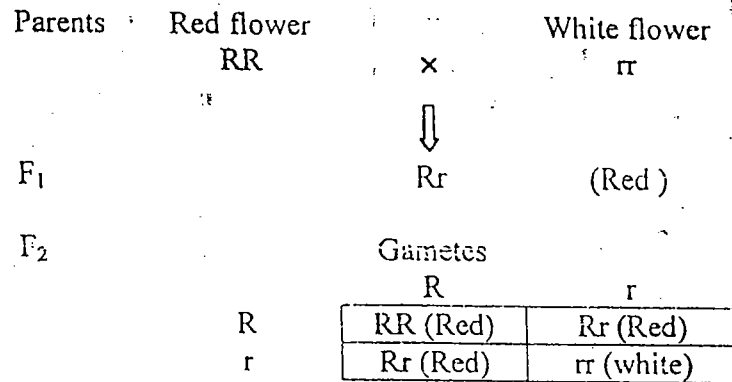 Parents Red flower White flower
RR × rr
F₁ Rr (Red )
F₂ Gametes
R r
R RR (Red) Rr (Red)
r Rr (Red) rr (white)